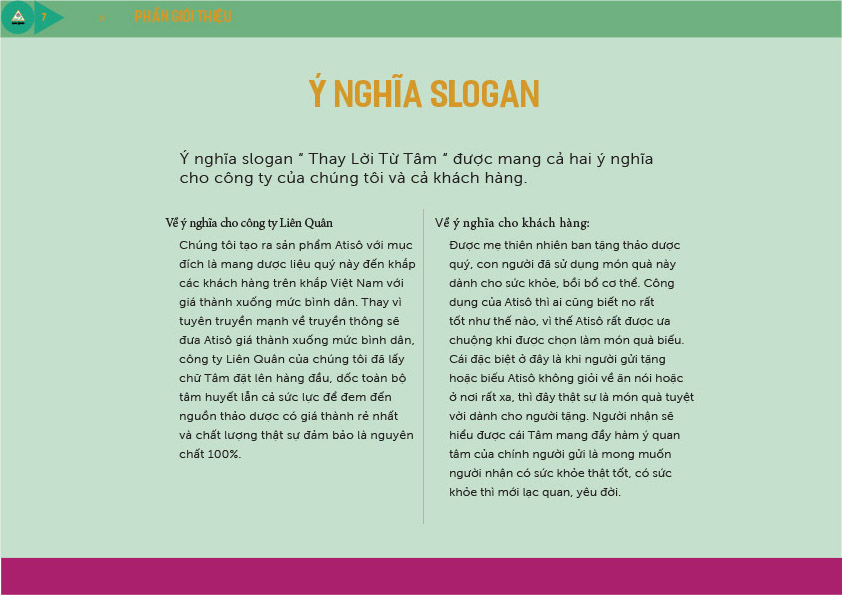 7
PHẦN GIỚI THIỆU
Ý NGHĨA SLOGAN
Ý nghĩa slogan “ Thay Lời Từ Tâm “ được mang cả hai ý nghĩa
cho công ty của chúng tôi và cả khách hàng.
Về ý nghĩa cho công ty Liên Quân
Chúng tôi tạo ra sản phẩm Atisô với mục
đích là mang dược liệu quý này đến khắp
các khách hàng trên khắp Việt Nam với
giá thành xuống mức bình dân. Thay vì
tuyên truyền mạnh về truyền thông sẽ
đưa Atisô giá thành xuống mức bình dân,
công ty Liên Quân của chúng tôi đã lấy
chữ Tâm đặt lên hàng đầu, dốc toàn bộ
tâm huyết lẫn cả sức lực để đem đến
nguồn thảo dược có giá thành rẻ nhất
và chất lượng thật sự đảm bảo là nguyên
chất 100%.
Về ý nghĩa cho khách hàng:
Được mẹ thiên nhiên ban tặng thảo dược
quý, con người đã sử dụng món quà này
dành cho sức khỏe, bồi bổ cơ thể. Công
dụng của Atisô thì ai cũng biết nó rất
tốt như thế nào, vì thế Atisô rất được ưa
chuộng khi được chọn làm món quà biếu.
Cái đặc biệt ở đây là khi người gửi tặng
hoặc biếu Atisô không giỏi về ăn nói hoặc
ở nơi rất xa, thì đây thật sự là món quà tuyệt
vời dành cho người tặng. Người nhận sẽ
hiểu được cái Tâm mang đầy hàm ý quan
tâm của chính người gửi là mong muốn
người nhận có sức khỏe thật tốt, có sức
khỏe thì mới lạc quan, yêu đời.